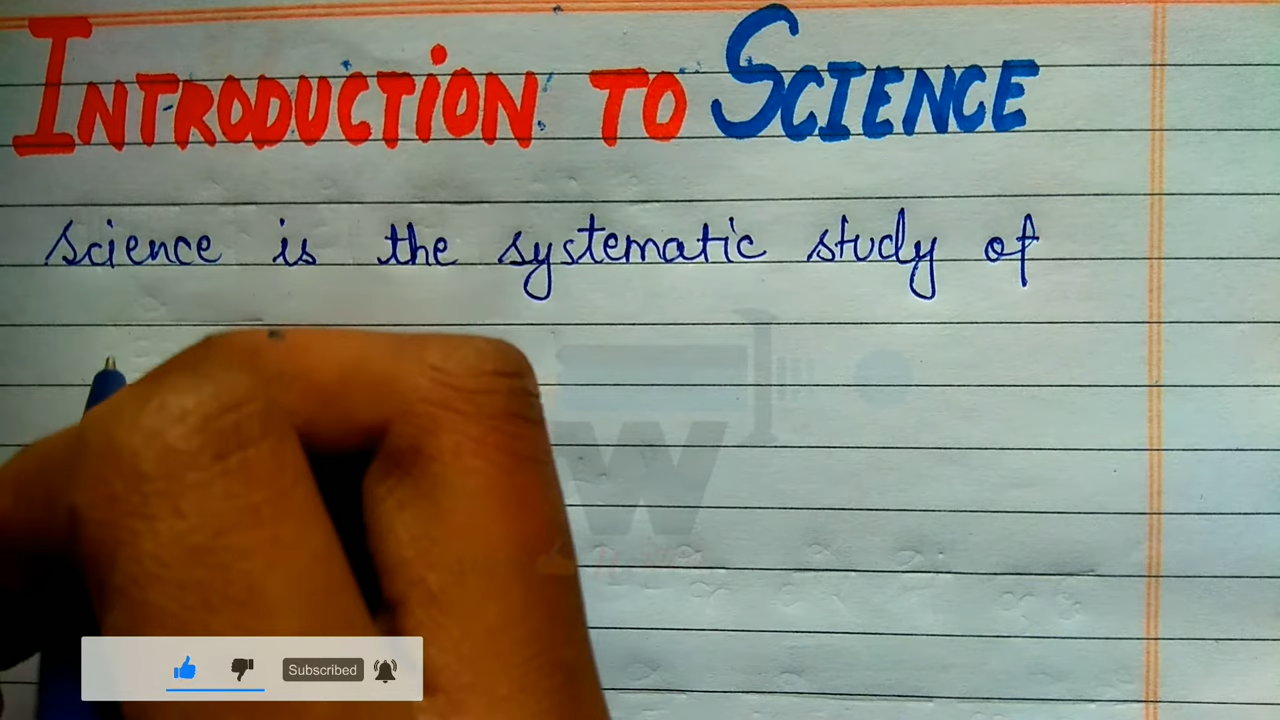 INTRODUCTION TO SCIENCE
science is the systematic study of
W
Subscribed